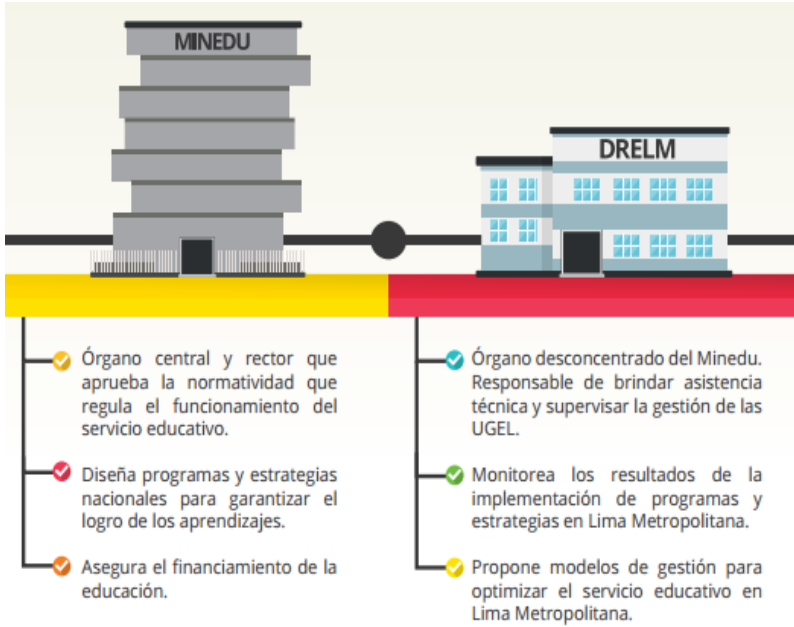 MINEDU
DRELM
Órgano central y rector que
aprueba la normatividad que
regula el funcionamiento del
servicio educativo.
Diseña programas y estrategias
nacionales para garantizar el
logro de los aprendizajes.
Asegura el financiamiento de la
educación.
Órgano desconcentrado del Minedu.
Responsable de brindar asistencia
técnica y supervisar la gestión de las
UGEL.
Monitorea los resultados de la
implementación de programas y
estrategias en Lima Metropolitana.
Propone modelos de gestión para
optimizar el servicio educativo en
Lima Metropolitana.